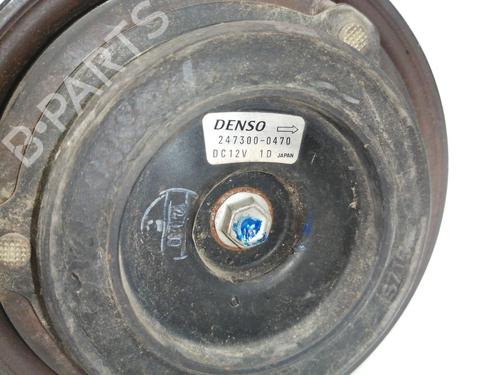 B-PARTS
DENSO
247300-0470
DC12V 1D JAPAN